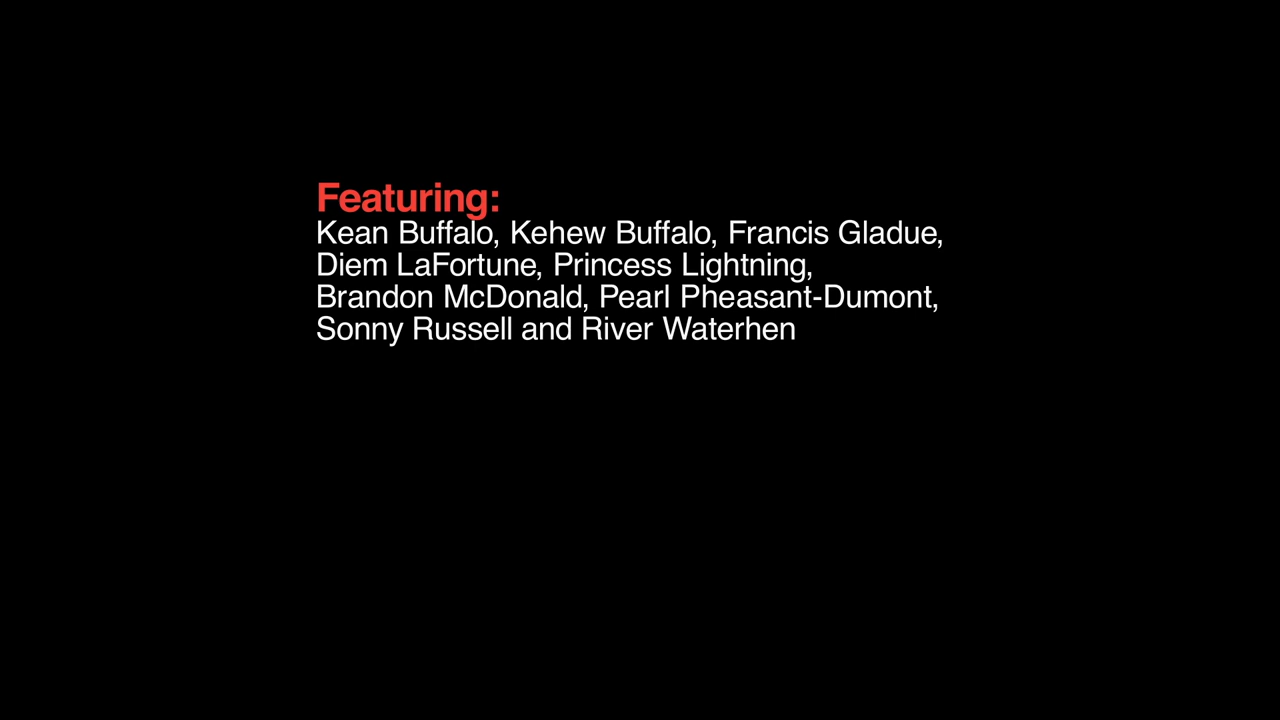 Featuring:
Kean Buffalo, Kehew Buffalo, Francis Gladue,
Diem LaFortune, Princess Lightning,
Brandon McDonald, Pearl Pheasant-Dumont,
Sonny Russell and River Waterhen